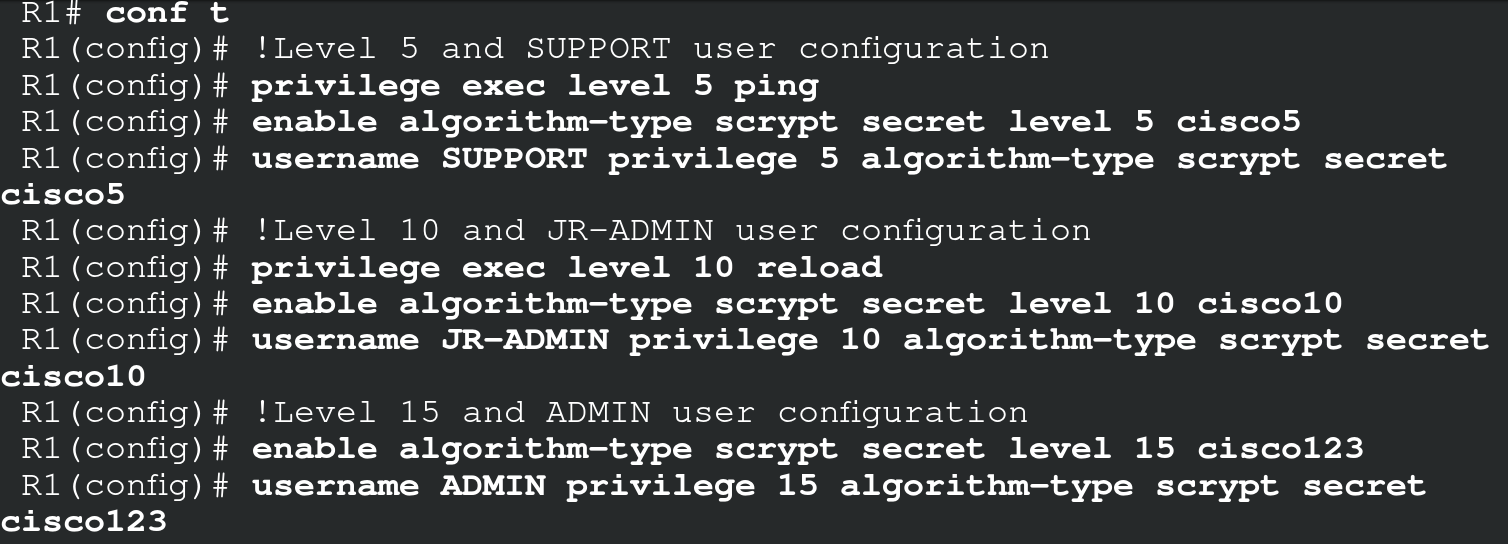 R1# conf t
R1(config)# !Level 5 and SUPPORT user configuration
R1(config)# privilege exec level 5 ping
R1(config)# enable algorithm-type scrypt secret level 5 cisco5
R1(config)# username SUPPORT privilege 5 algorithm-type scrypt secret
cisco5
R1(config)# !Level 10 and JR-ADMIN user configuration
R1(config)# privilege exec level 10 reload
R1(config)# enable algorithm-type scrypt secret level 10 cisco10
R1(config)# username JR-ADMIN privilege 10 algorithm-type scrypt secret
cisco10
R1(config)# !Level 15 and ADMIN user configuration
R1(config)# enable algorithm-type scrypt secret level 15 cisco123
R1(config)# username ADMIN privilege 15 algorithm-type scrypt secret
cisco123